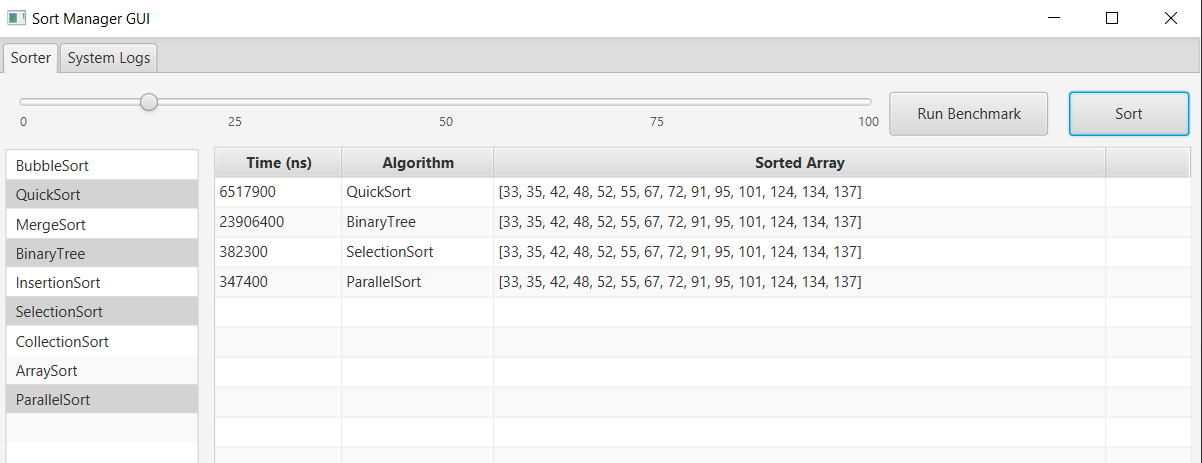 Sort Manager GUI
Sorter System Logs
0 25 50 75 100
Run Benchmark
Sort
BubbleSort
QuickSort
MergeSort
BinaryTree
InsertionSort
SelectionSort
CollectionSort
ArraySort
ParallelSort
Time (ns) Algorithm Sorted Array
6517900 QuickSort [33, 35, 42, 48, 52, 55, 67, 72, 91, 95, 101, 124, 134, 137]
23906400 BinaryTree [33, 35, 42, 48, 52, 55, 67, 72, 91, 95, 101, 124, 134, 137]
382300 SelectionSort [33, 35, 42, 48, 52, 55, 67, 72, 91, 95, 101, 124, 134, 137]
347400 ParallelSort [33, 35, 42, 48, 52, 55, 67, 72, 91, 95, 101, 124, 134, 137]